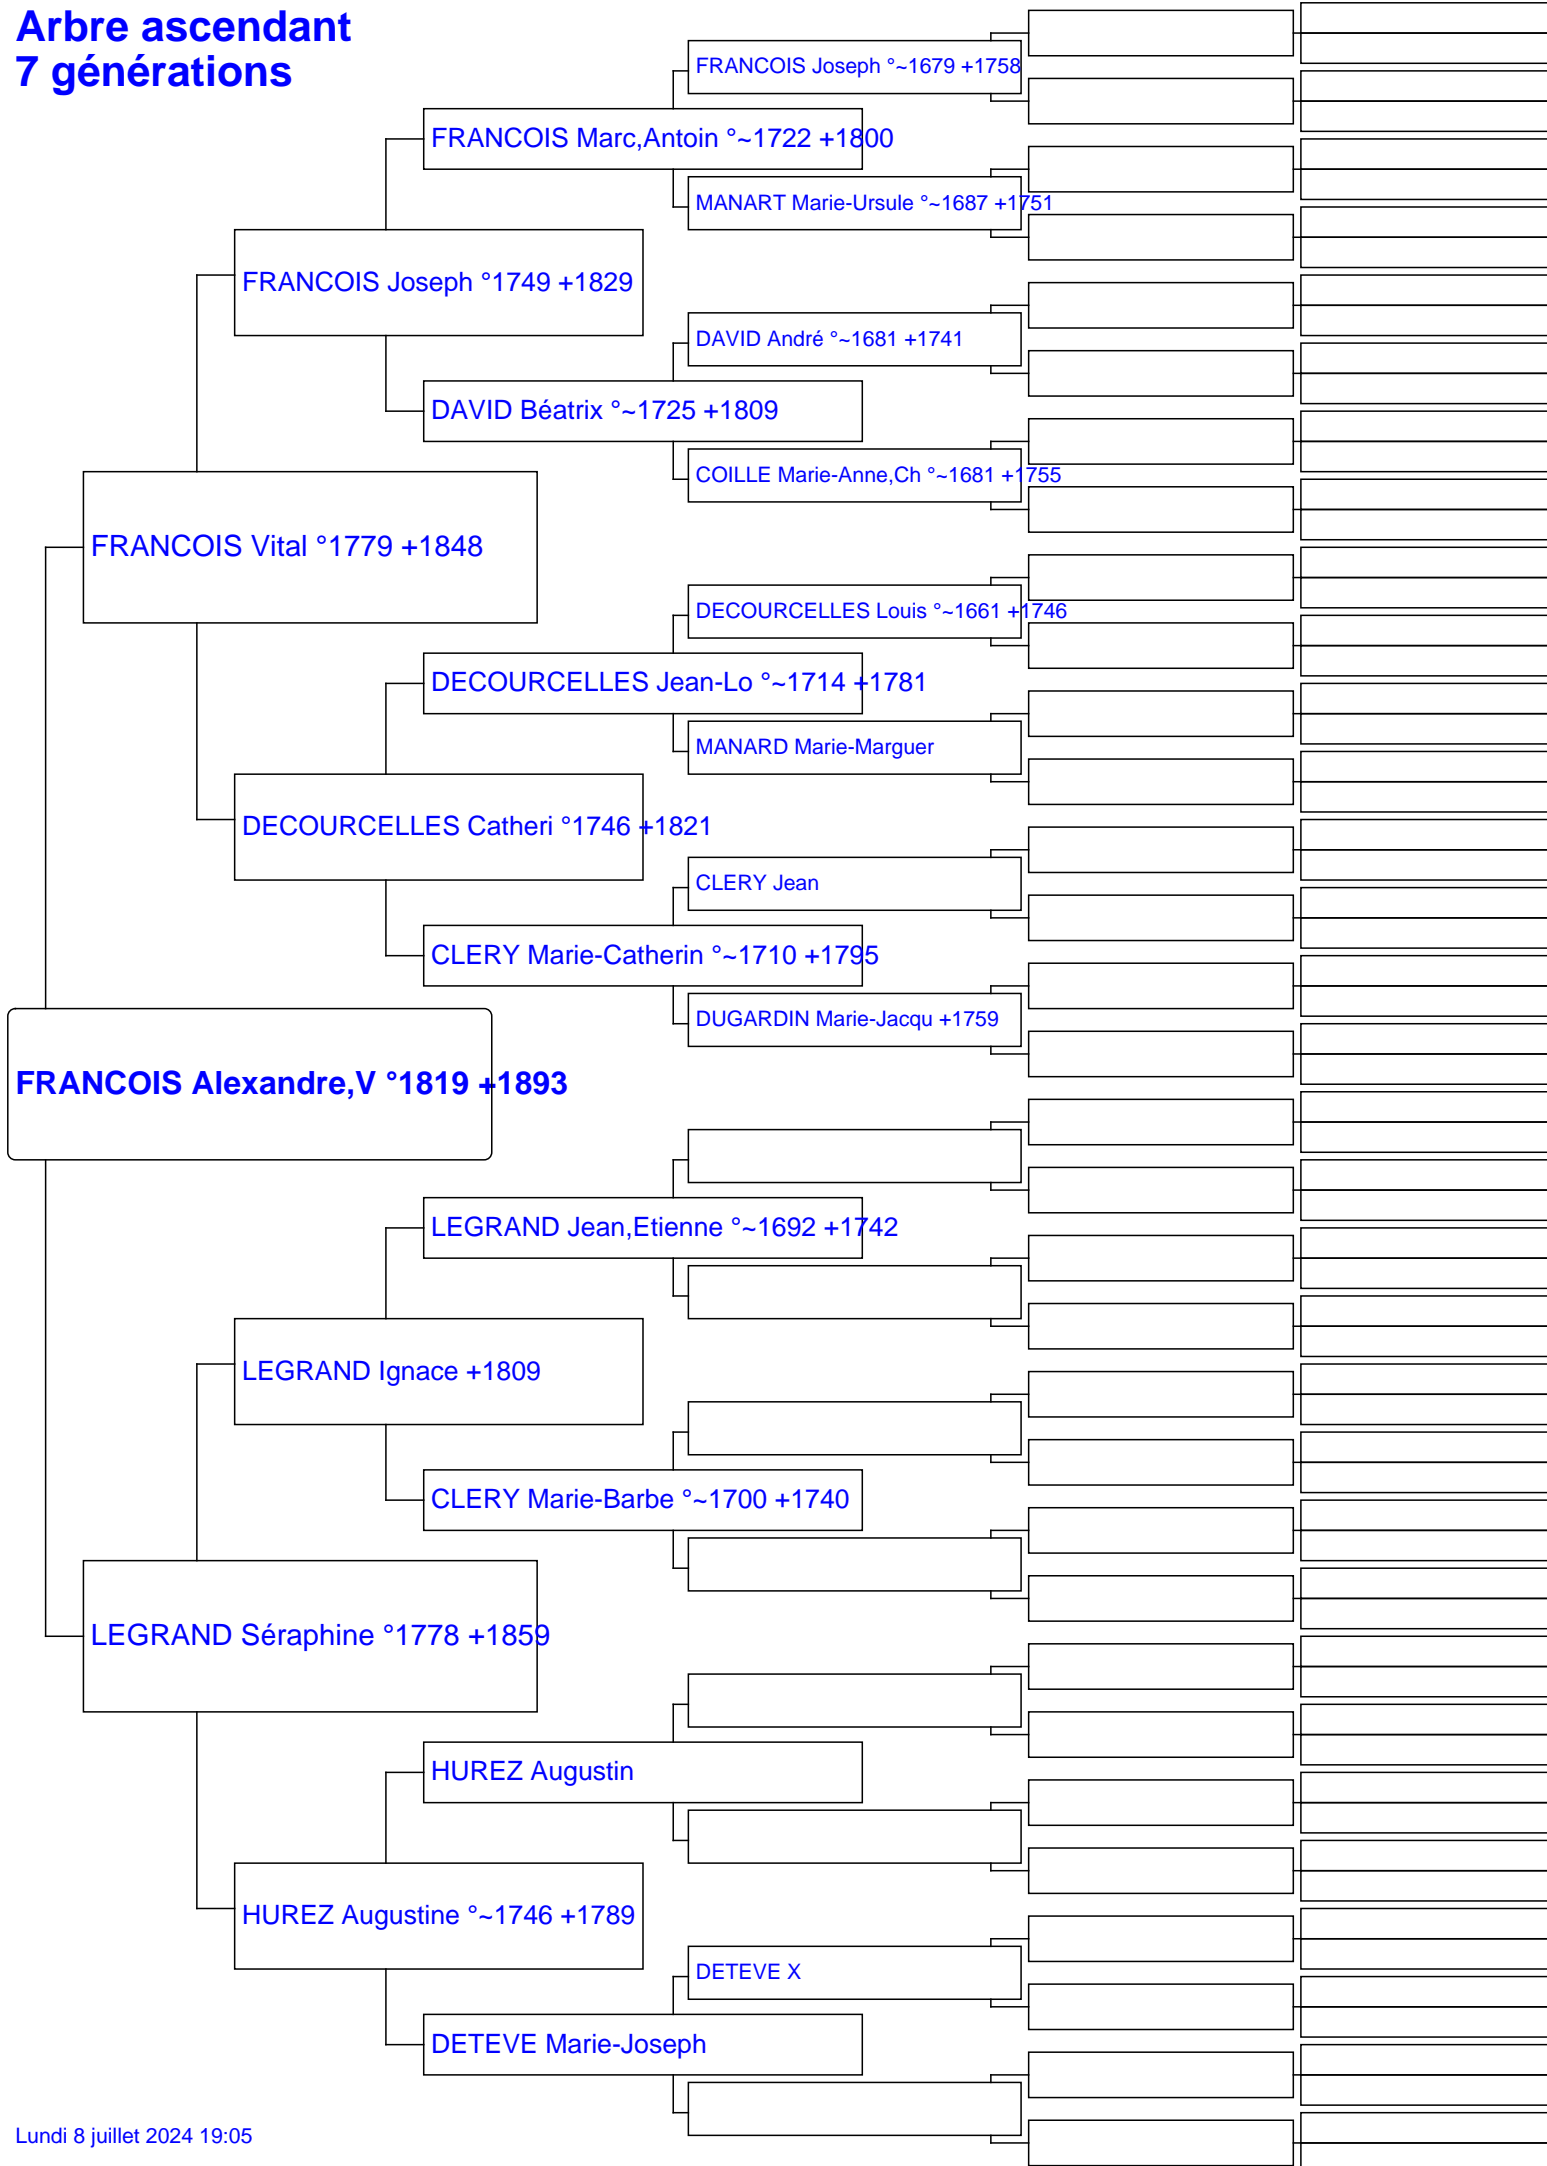 Arbre ascendant
7 générations
FRANCOIS Joseph °~1679 +1758
FRANCOIS Marc,Antoin °~1722 +1800
MANART Marie-Ursule °~1687 +1751
FRANCOIS Joseph °1749 +1829
DAVID André °~1681 +1741
DAVID Béatrix °~1725 +1809
COILLE Marie-Anne,Ch °~1681 +1755
FRANCOIS Vital °1779 +1848
DECOURCELLES Louis °~1661 +1746
DECOURCELLES Jean-Lo °~1714 +1781
MANARD Marie-Marguer
DECOURCELLES Catheri °1746 +1821
CLERY Jean
CLERY Marie-Catherin °~1710 +1795
DUGARDIN Marie-Jacqu +1759
FRANCOIS Alexandre,V °1819 +1893
LEGRAND Jean,Etienne °~1692 +1742
LEGRAND Ignace +1809
CLERY Marie-Barbe °~1700 +1740
LEGRAND Séraphine °1778 +1859
HUREZ Augustin
HUREZ Augustine °~1746 +1789
DETEVE X
DETEVE Marie-Joseph
Lundi 8 juillet 2024 19:05